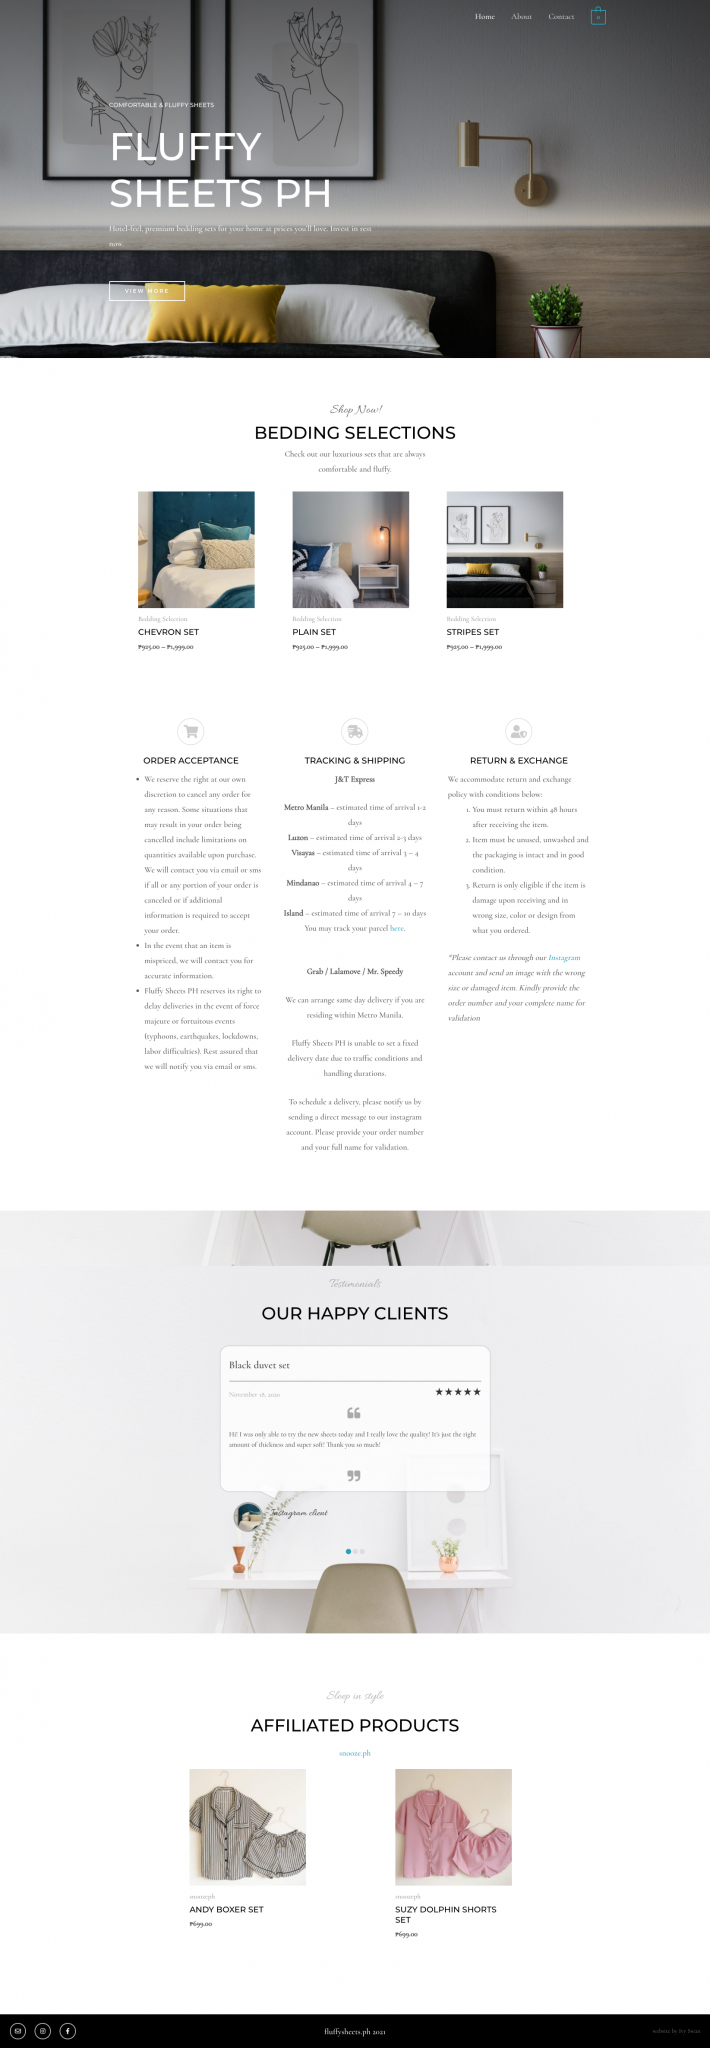 Home About Contact 0
COMFORTABLE & FLUFFY SHEETS
FLUFFY
SHEETS PH
Hotel-feel, premium bedding sets for your home at prices you'll love. Invest in rest
now.
VIEW MORE
Shop Now!
BEDDING SELECTIONS
Check out our luxurious sets that are always
comfortable and fluffy.
Bedding Selection
CHEVRON SET
₱925.00 – ₱1,999.00
Bedding Selection
PLAIN SET
₱925.00 – ₱1,999.00
Bedding Selection
STRIPES SET
₱925.00 – ₱1,999.00
ORDER ACCEPTANCE
• We reserve the right at our own
discretion to cancel any order for
any reason. Some situations that
may result in your order being
cancelled include limitations on
quantities available upon purchase.
We will contact you via email or sms
if all or any portion of your order is
canceled or if additional
information is required to accept
your order.
• In the event that an item is
mispriced, we will contact you for
accurate information.
• Fluffy Sheets PH reserves its right to
delay deliveries in the event of force
majeure or fortuitous events
(typhoons, earthquakes, lockdowns,
labor difficulties). Rest assured that
we will notify you via email or sms.
TRACKING & SHIPPING
J&T Express
Metro Manila – estimated time of arrival 1-2
days
Luzon – estimated time of arrival 2-3 days
Visayas – estimated time of arrival 3 – 4
days
Mindanao – estimated time of arrival 4 – 7
days
Island – estimated time of arrival 7 – 10 days
You may track your parcel here.
Grab / Lalamove / Mr. Speedy
We can arrange same day delivery if you are
residing within Metro Manila.
Fluffy Sheets PH is unable to set a fixed
delivery date due to traffic conditions and
handling durations.
To schedule a delivery, please notify us by
sending a direct message to our instagram
account. Please provide your order number
and your full name for validation.
RETURN & EXCHANGE
We accommodate return and exchange
policy with conditions below:
1. You must return within 48 hours
after receiving the item.
2. Item must be unused, unwashed and
the packaging is intact and in good
condition.
3. Return is only eligible if the item is
damage upon receiving and in
wrong size, color or design from
what you ordered.
*Please contact us through our Instagram
account and send an image with the wrong
size or damaged item. Kindly provide the
order number and your complete name for
validation
Testimonials
OUR HAPPY CLIENTS
Black duvet set
November 18, 2020
Hi! I was only able to try the new sheets today and I really love the quality! It's just the right
amount of thickness and super soft! Thank you so much!
- Instagram client
Sleep in style
AFFILIATED PRODUCTS
snooze.ph
snoozeph
ANDY BOXER SET
₱699.00
snoozeph
SUZY DOLPHIN SHORTS
SET
₱699.00
fluffysheets.ph 2021
website by Ivy Swan